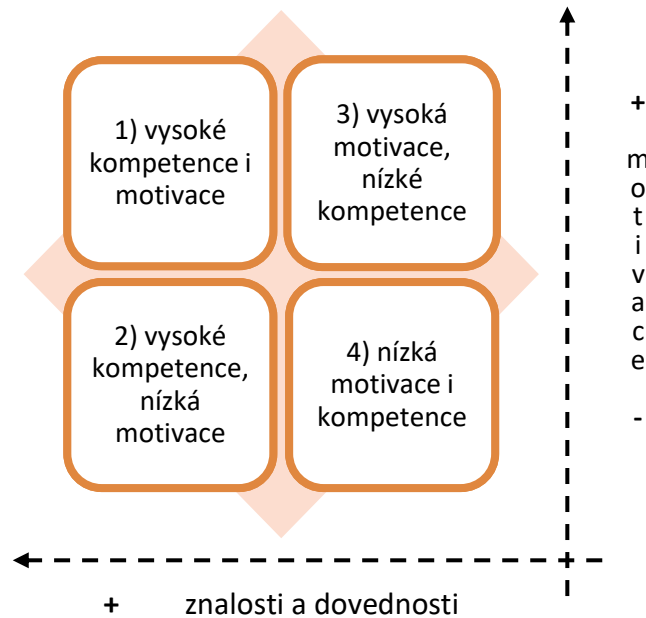 1) vysoké
kompetence i
motivace
3) vysoká
motivace,
nízké
kompetence
2) vysoké
kompetence,
nízká
motivace
4) nízká
motivace i
kompetence
+
m
o
t
i
v
a
c
e
-
+ znalosti a dovednosti